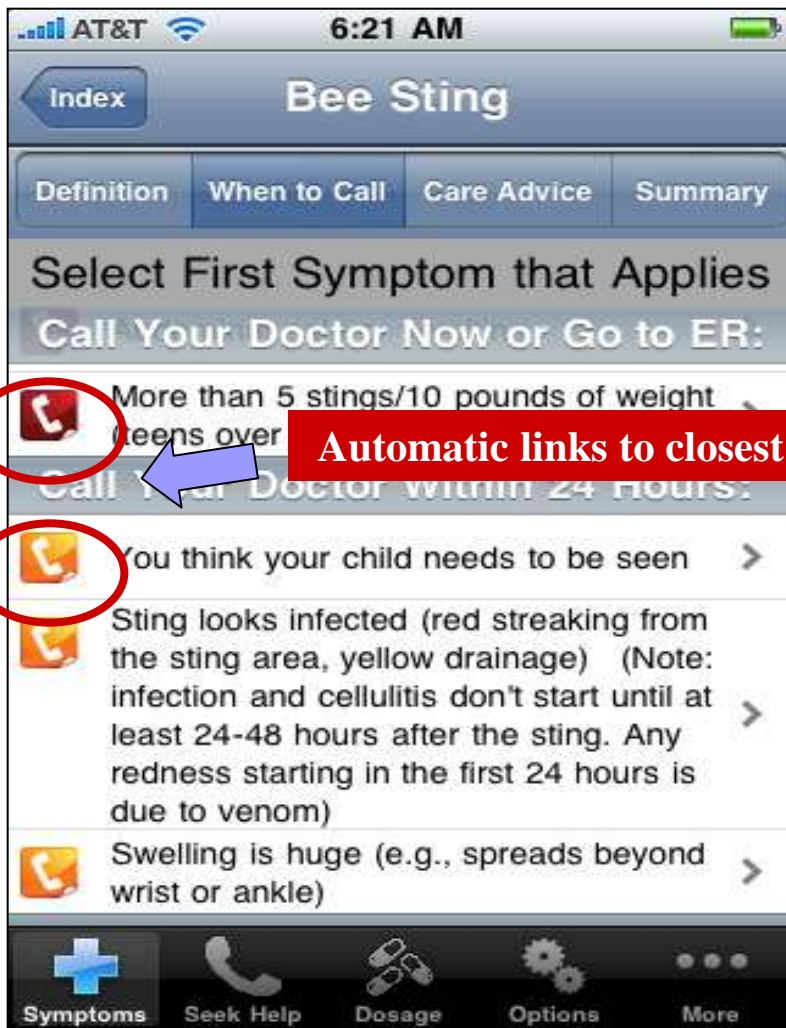 AT&T 6:21 AM
Index Bee Sting
Definition When to Call Care Advice Summary
Select First Symptom that Applies
Call Your Doctor Now or Go to ER:
More than 5 stings/10 pounds of weight
(teens over
Automatic links to closest
Call Your Doctor Within 24 Hours:
You think your child needs to be seen
Sting looks infected (red streaking from
the sting area, yellow drainage) (Note:
infection and cellulitis don't start until at
least 24-48 hours after the sting. Any
redness starting in the first 24 hours is
due to venom)
Swelling is huge (e.g., spreads beyond
wrist or ankle)
Symptoms Seek Help Dosage Options More